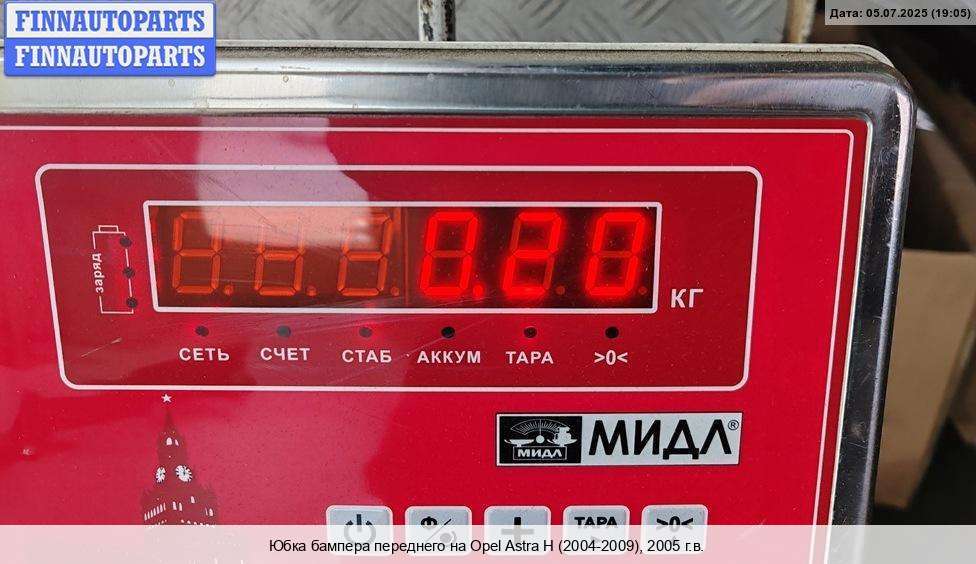 FINNAUTOPARTS
FINNAUTOPARTS
Дата: 05.07.2025 (19:05)
заряд
0.20
КГ
СЕТЬ СЧЕТ СТАБ АККУМ ТАРА >0<
МИДЛ МИДЛ®
ТАРА >0<
Юбка бампера переднего на Opel Astra H (2004-2009), 2005 г.в.